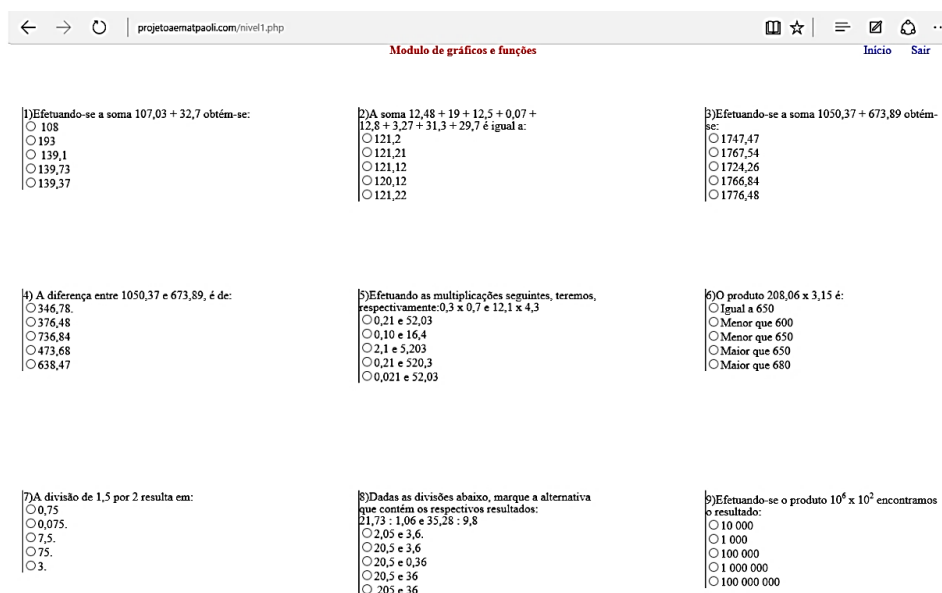 projetoaematpaoli.com/nivel1.php
Modulo de gráficos e funções
Início Sair
1)Efetuando-se a soma 107,03 + 32,7 obtém-se:
108
193
139,1
139,73
139,37
2)A soma 12,48 + 19 + 12,5 + 0,07 +
12,8 + 3,27 + 31,3 + 29,7 é igual a:
121,2
121,21
121,12
120,12
121,22
3)Efetuando-se a soma 1050,37 + 673,89 obtém-
se:
1747,47
1767,54
1724,26
1766,84
1776,48
4) A diferença entre 1050,37 e 673,89, é de:
346,78.
376,48
736,84
473,68
638,47
5)Efetuando as multiplicações seguintes, teremos,
respectivamente:0,3 x 0,7 e 12,1 x 4,3
0,21 e 52,03
0,10 e 16,4
2,1 e 5,203
0,21 e 520,3
0,021 e 52,03
6)O produto 208,06 x 3,15 é:
Igual a 650
Menor que 600
Menor que 650
Maior que 650
Maior que 680
7)A divisão de 1,5 por 2 resulta em:
0,75
0,075.
7,5.
75.
3.
8)Dadas as divisões abaixo, marque a alternativa
que contém os respectivos resultados:
21,73 : 1,06 e 35,28 : 9,8
2,05 e 3,6.
20,5 e 3,6
20,5 e 0,36
20,5 e 36
205 e 36
9)Efetuando-se o produto 10⁶ x 10² encontramos
o resultado:
10 000
1 000
100 000
1 000 000
100 000 000